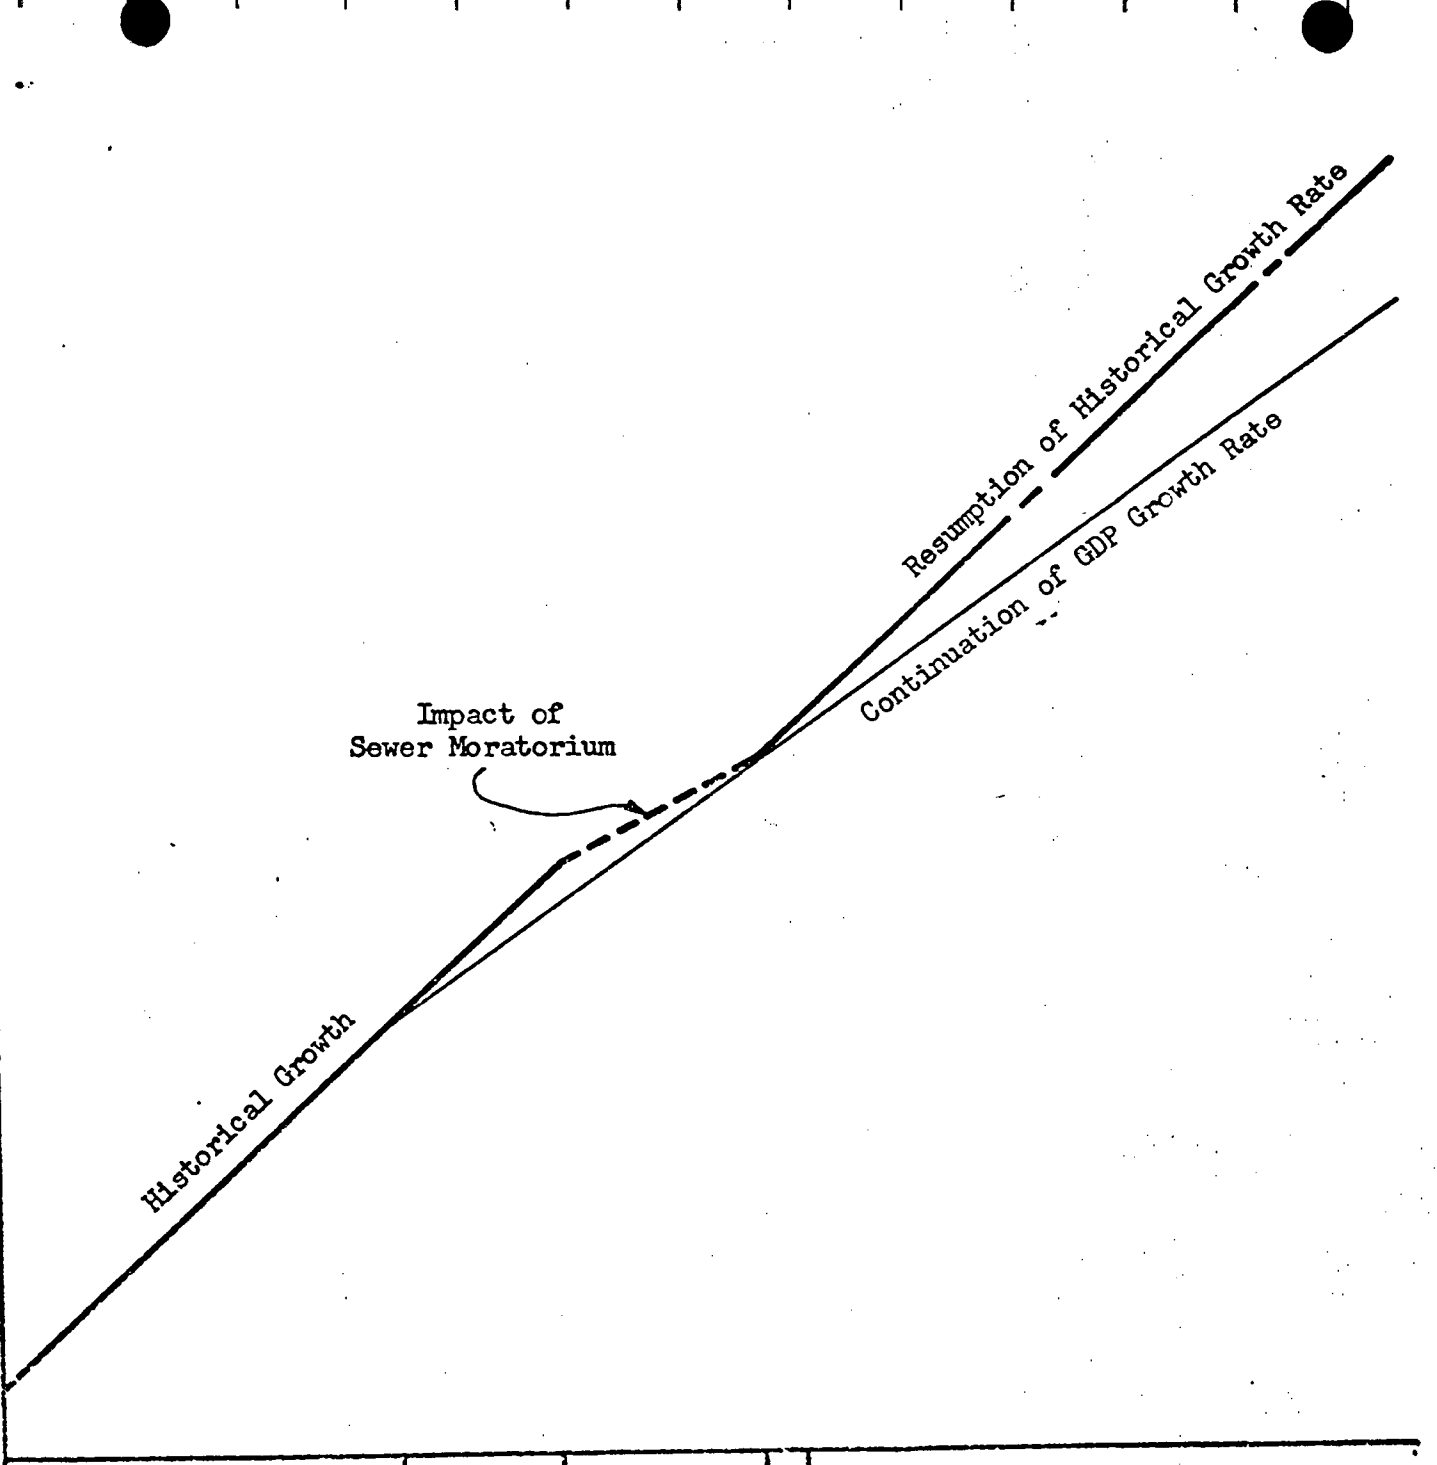 Resumption of Historical Growth Rate
Continuation of GDP Growth Rate
Impact of
Sewer Moratorium
Historical Growth